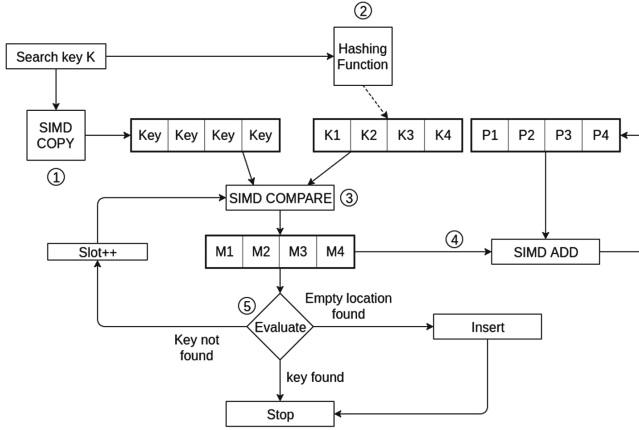 ②
Search key K
Hashing
Function
SIMD
COPY
Key Key Key Key
K1 K2 K3 K4
P1 P2 P3 P4
①
SIMD COMPARE
③
Slot++
M1 M2 M3 M4
④
SIMD ADD
⑤
Evaluate
Empty location
found
Insert
Key not
found
key found
Stop